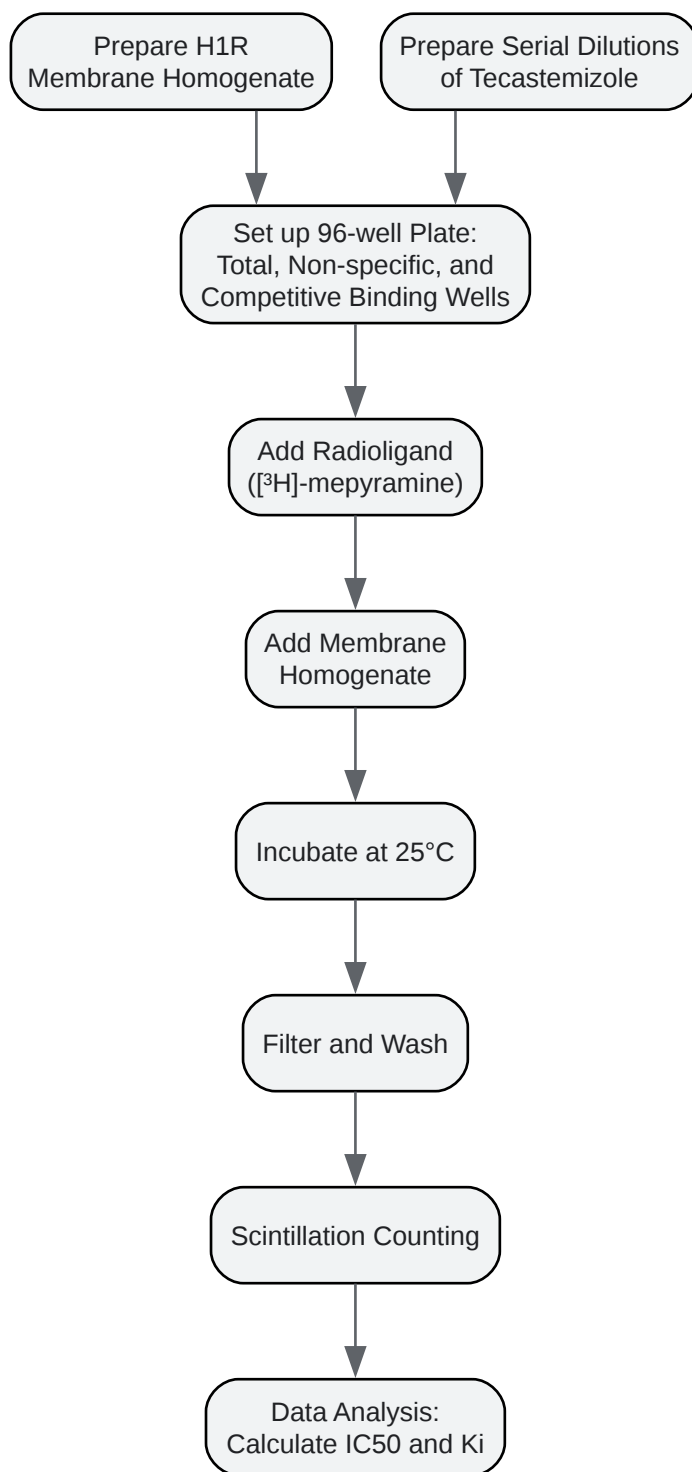 Prepare H1R
Membrane Homogenate
Prepare Serial Dilutions
of Tecastemizole
Set up 96-well Plate:
Total, Non-specific, and
Competitive Binding Wells
Add Radioligand
([³H]-mepyramine)
Add Membrane
Homogenate
Incubate at 25°C
Filter and Wash
Scintillation Counting
Data Analysis:
Calculate IC50 and Ki